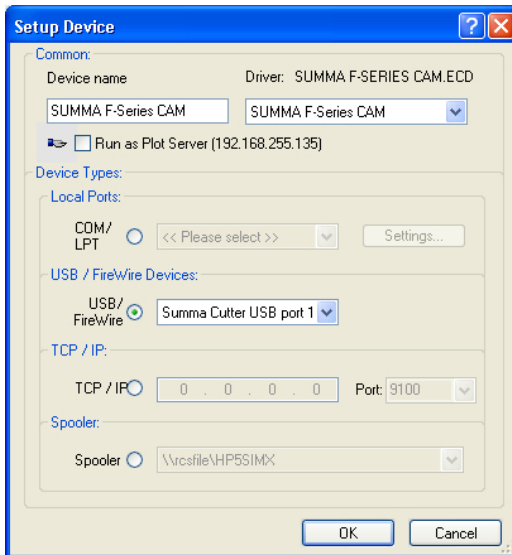 Setup Device
Common:
Device name
Driver: SUMMA F-SERIES CAM.ECD
SUMMA F-Series CAM
SUMMA F-Series CAM
Run as Plot Server (192.168.255.135)
Device Types:
Local Ports:
COM/
LPT
<< Please select >>
Settings...
USB / FireWire Devices:
USB/
FireWire
Summa Cutter USB port 1
TCP / IP:
TCP / IP
0 . 0 . 0 . 0
Port: 9100
Spooler:
Spooler
\\rcsfile\HP5SIMX
OK
Cancel